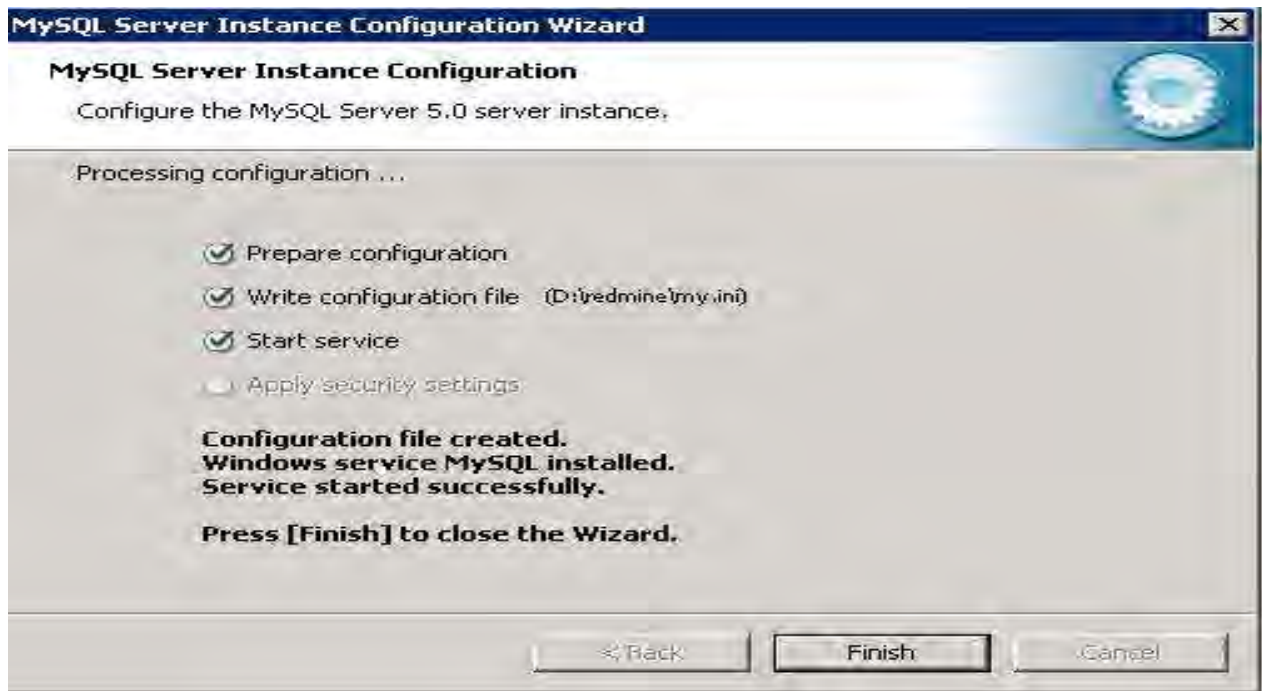 MySQL Server Instance Configuration Wizard
MySQL Server Instance Configuration
Configure the MySQL Server 5.0 server instance.
Processing configuration ...
Prepare configuration
Write configuration file (D:\redmine\my.ini)
Start service
Apply security settings
Configuration file created.
Windows service MySQL installed.
Service started successfully.
Press [Finish] to close the Wizard.
< Back Finish Cancel